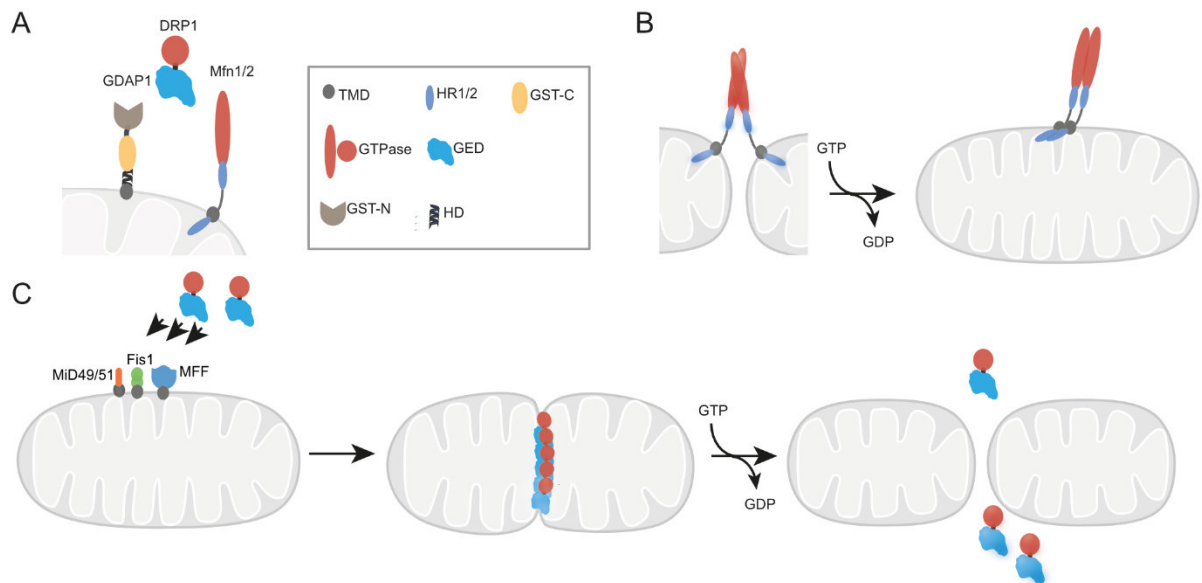 A
DRP1
GDAP1
Mfn1/2
TMD
HR1/2
GST-C
GTPase
GED
GST-N
HD
B
GTP
GDP
C
MiD49/51
Fis1
MFF
GTP
GDP